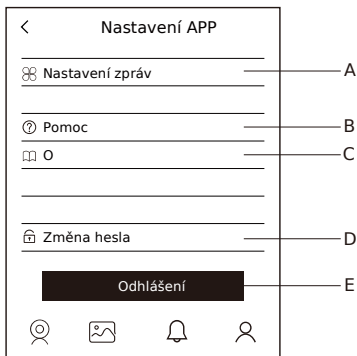 Nastavení APP
Nastavení zpráv A
Pomoc B
O C
Změna hesla D
Odhlášení E